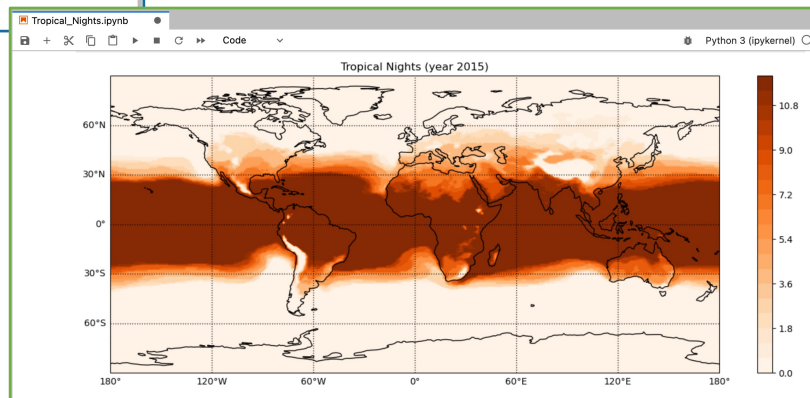 Tropical_Nights.ipynb
Code
Python 3 (ipykernel)
Tropical Nights (year 2015)
60°N
30°N
0°
30°S
60°S
180°
120°W
60°W
0°
60°E
120°E
180°
10.8
9.0
7.2
5.4
3.6
1.8
0.0